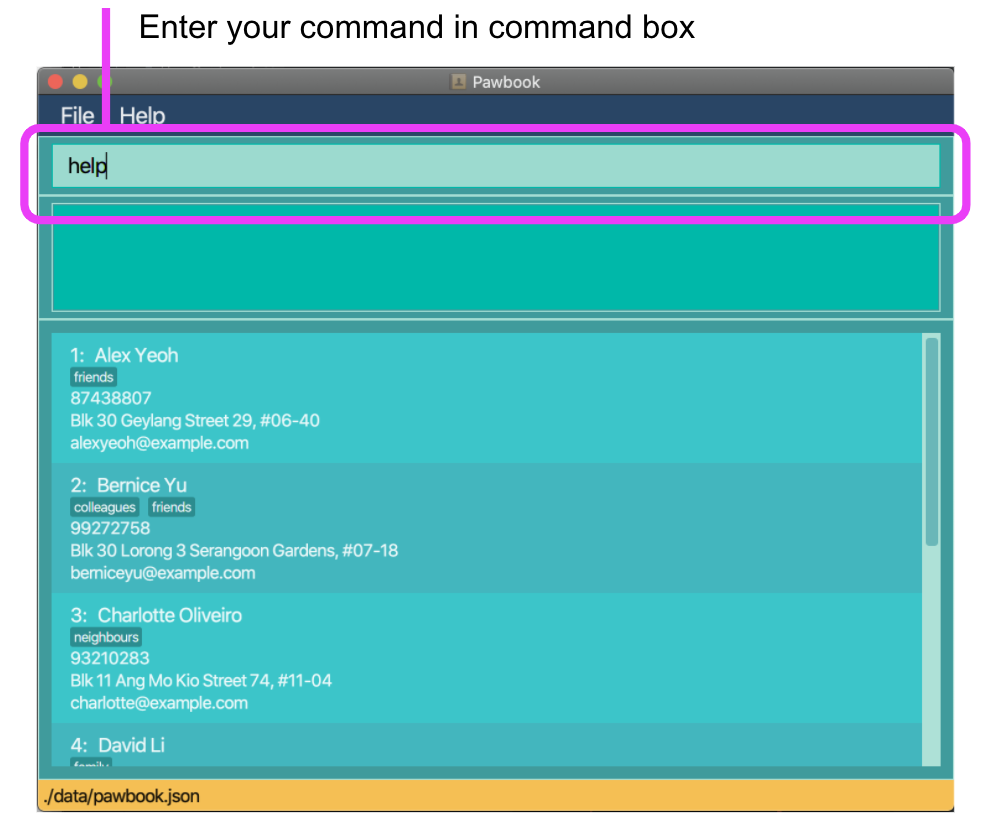 Enter your command in command box
Pawbook
File Help
help
1: Alex Yeoh
friends
87438807
Blk 30 Geylang Street 29, #06-40
alexyeoh@example.com
2: Bernice Yu
colleagues friends
99272758
Blk 30 Lorong 3 Serangoon Gardens, #07-18
berniceyu@example.com
3: Charlotte Oliveiro
neighbours
93210283
Blk 11 Ang Mo Kio Street 74, #11-04
charlotte@example.com
4: David Li
family
./data/pawbook.json